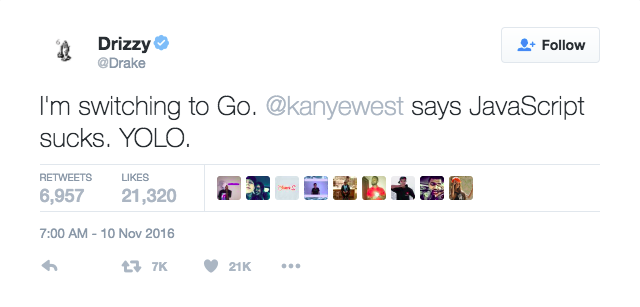 Drizzy
@Drake
Follow
I'm switching to Go. @kanyewest says JavaScript
sucks. YOLO.
RETWEETS LIKES
6,957 21,320
7:00 AM - 10 Nov 2016
7K 21K